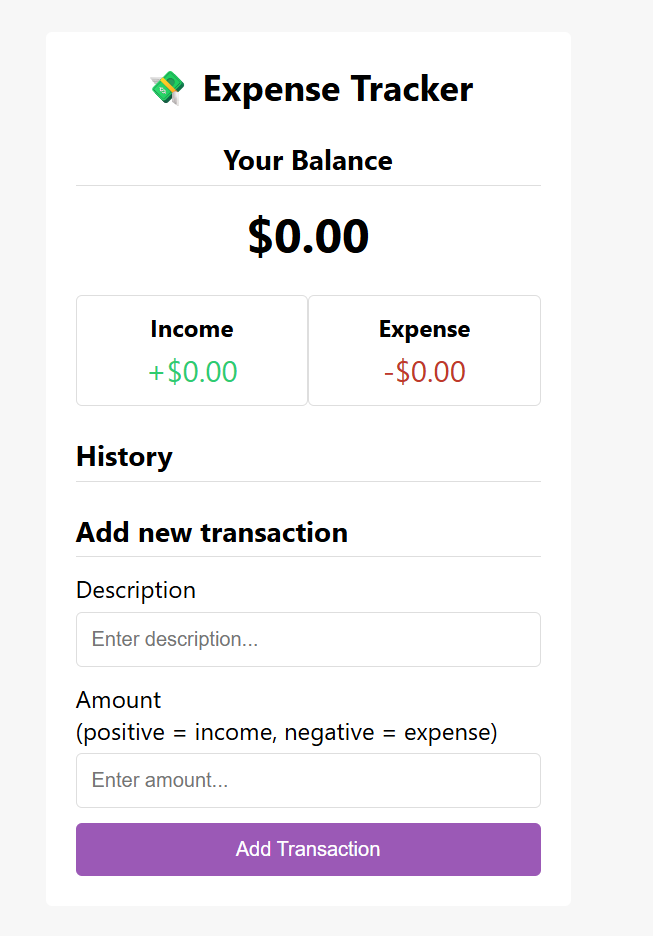 💸 Expense Tracker
Your Balance
$0.00
Income
+$0.00
Expense
-$0.00
History
Add new transaction
Description
Enter description...
Amount
(positive = income, negative = expense)
Enter amount...
Add Transaction